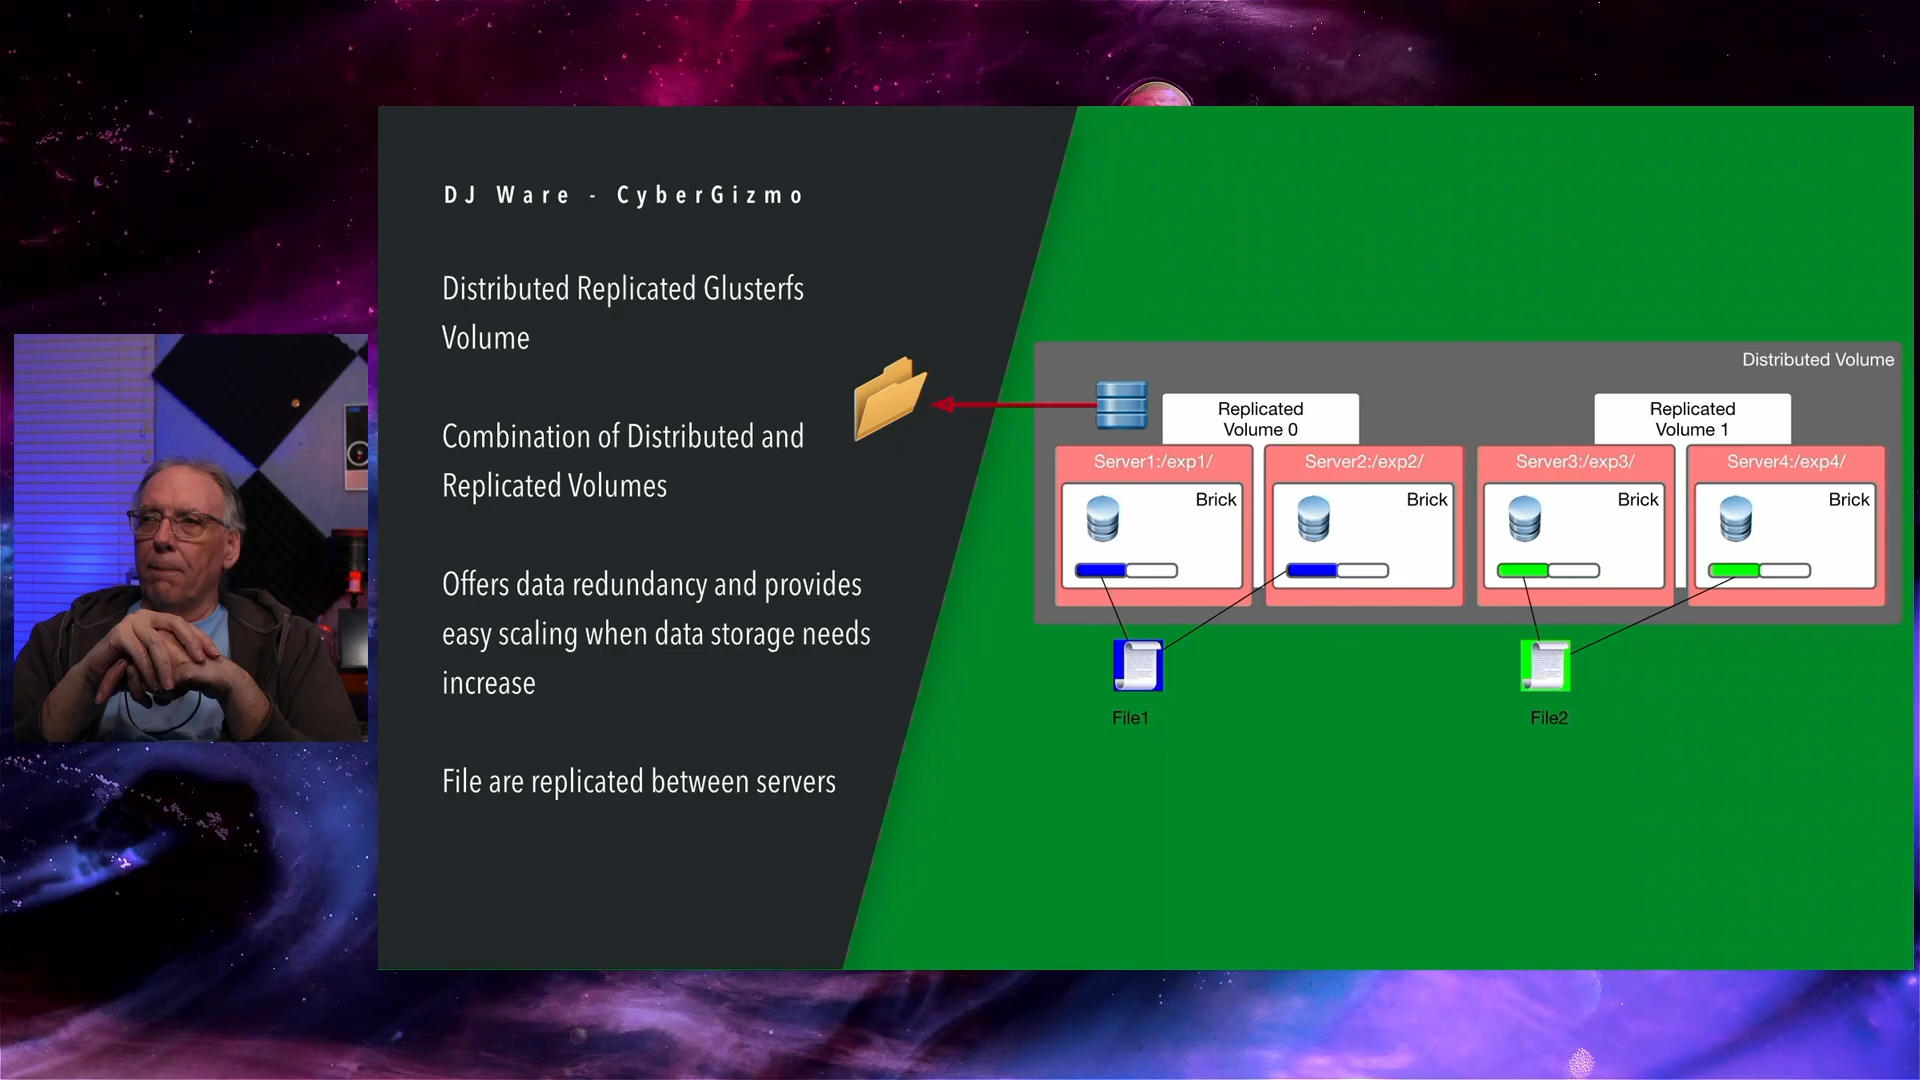 DJ Ware - CyberGizmo
Distributed Replicated Glusterfs
Volume
Combination of Distributed and
Replicated Volumes
Offers data redundancy and provides
easy scaling when data storage needs
increase
File are replicated between servers
Distributed Volume
Replicated
Volume 0
Replicated
Volume 1
Server1:/exp1/
Server2:/exp2/
Server3:/exp3/
Server4:/exp4/
Brick
Brick
Brick
Brick
File1
File2